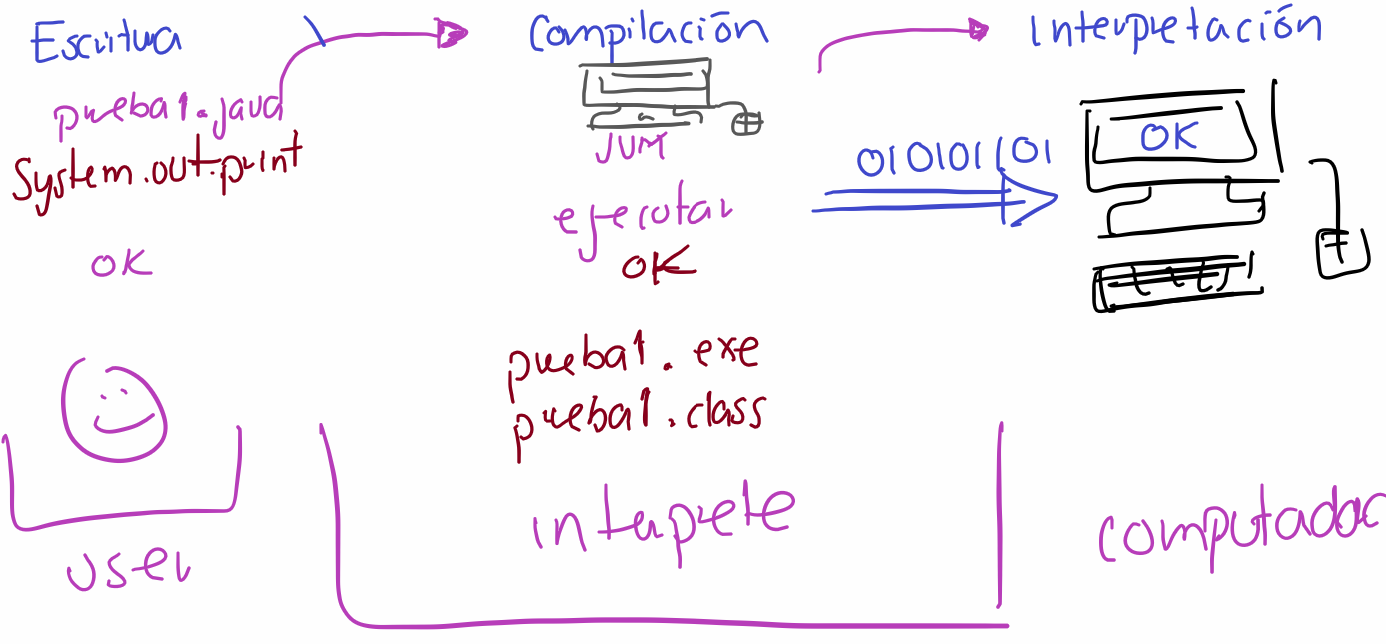 Escritura
prueba1.java
System.out.print
OK
user
Compilación
JVM
ejecutar
OK
prueba1.exe
prueba1.class
interprete
010101101
Interpretación
OK
computador